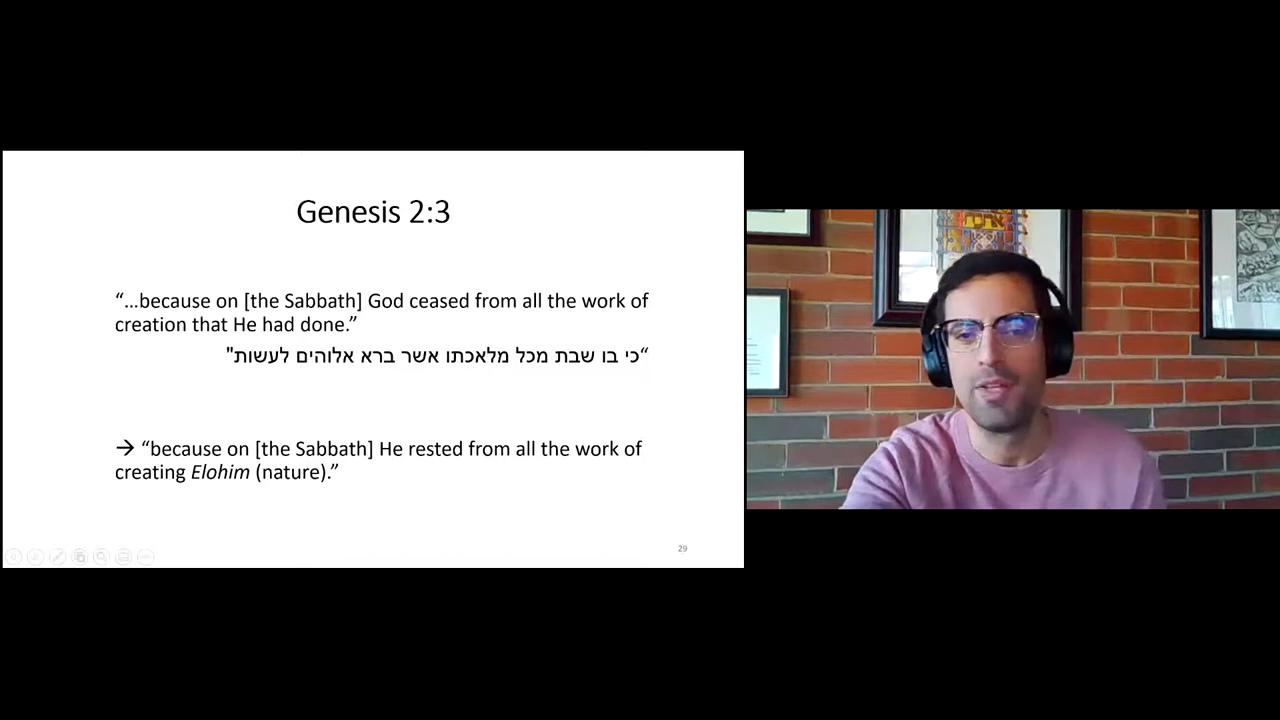 Genesis 2:3
“…because on [the Sabbath] God ceased from all the work of
creation that He had done.”
“כי בו שבת מכל מלאכתו אשר ברא אלוהים לעשות"
→ “because on [the Sabbath] He rested from all the work of
creating Elohim (nature).”
29